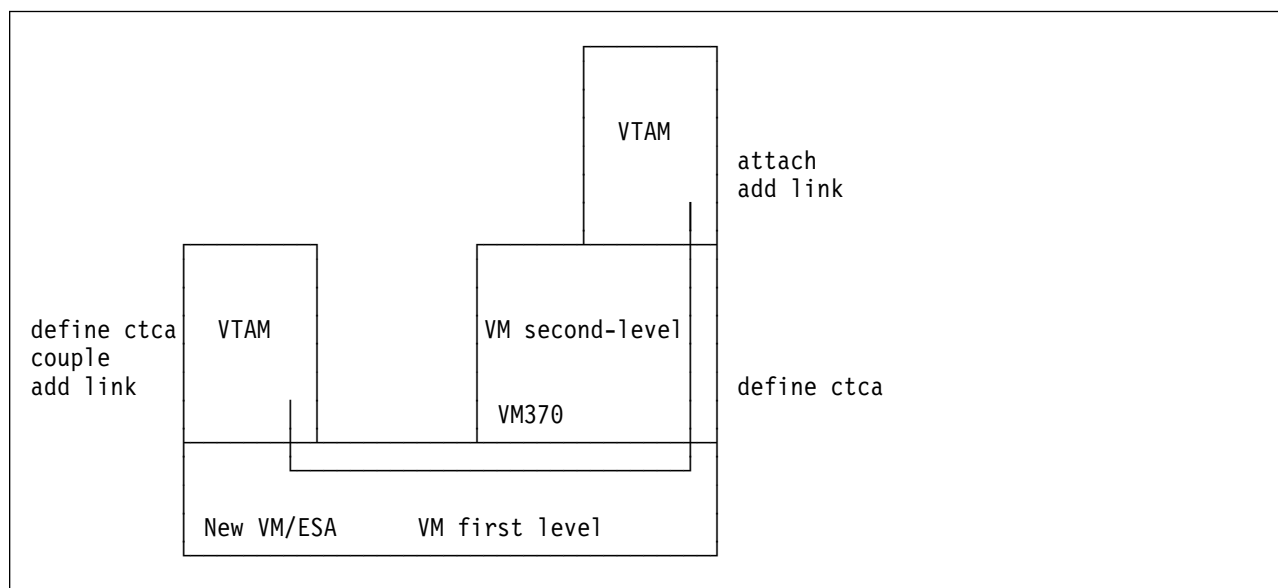 VTAM
attach
add link
define ctca
couple
add link
VTAM
VM second-level
VM370
define ctca
New VM/ESA VM first level